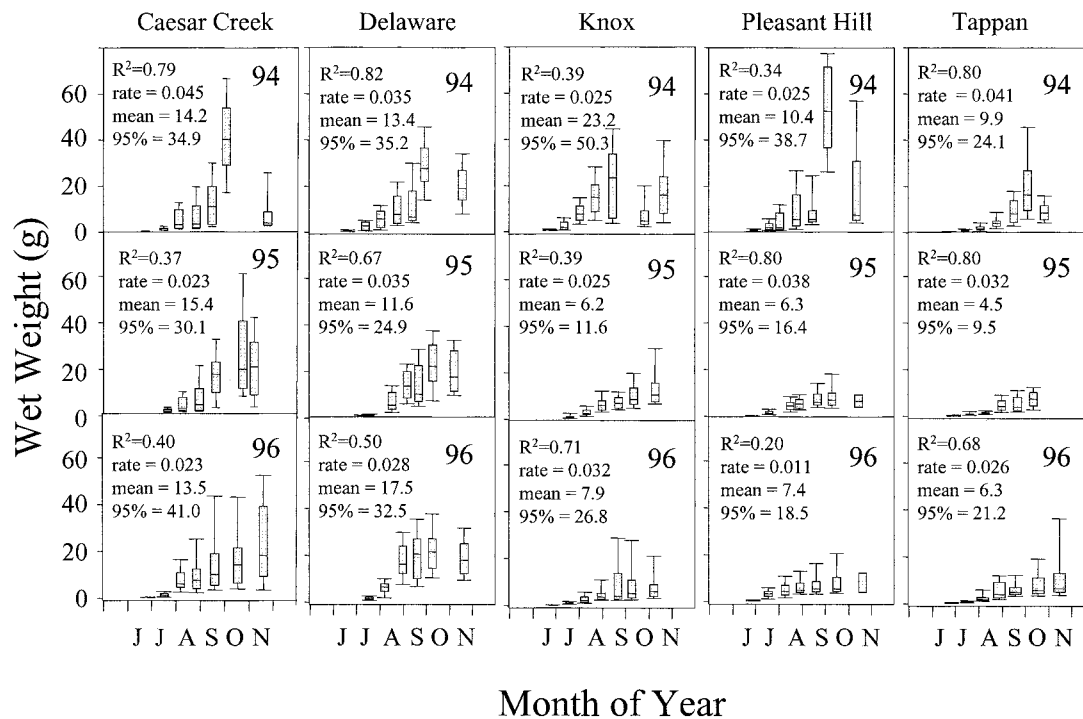 Caesar Creek Delaware Knox Pleasant Hill Tappan
Wet Weight (g)
60
40
20
0
R²=0.79
rate = 0.045
mean = 14.2
95% = 34.9
94
R²=0.82
rate = 0.035
mean = 13.4
95% = 35.2
94
R²=0.39
rate = 0.025
mean = 23.2
95% = 50.3
94
R²=0.34
rate = 0.025
mean = 10.4
95% = 38.7
94
R²=0.80
rate = 0.041
mean = 9.9
95% = 24.1
94
60
40
20
0
R²=0.37
rate = 0.023
mean = 15.4
95% = 30.1
95
R²=0.67
rate = 0.035
mean = 11.6
95% = 24.9
95
R²=0.39
rate = 0.025
mean = 6.2
95% = 11.6
95
R²=0.80
rate = 0.038
mean = 6.3
95% = 16.4
95
R²=0.80
rate = 0.032
mean = 4.5
95% = 9.5
95
60
40
20
0
R²=0.40
rate = 0.023
mean = 13.5
95% = 41.0
96
R²=0.50
rate = 0.028
mean = 17.5
95% = 32.5
96
R²=0.71
rate = 0.032
mean = 7.9
95% = 26.8
96
R²=0.20
rate = 0.011
mean = 7.4
95% = 18.5
96
R²=0.68
rate = 0.026
mean = 6.3
95% = 21.2
96
J J A S O N J J A S O N J J A S O N J J A S O N J J A S O N
Month of Year